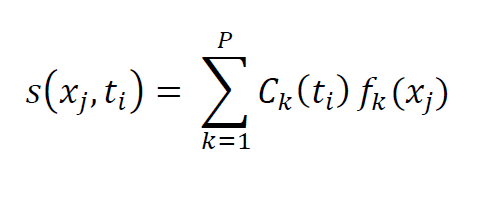 s(x_j, t_i) = \sum_{k=1}^{P} C_k(t_i) f_k(x_j)